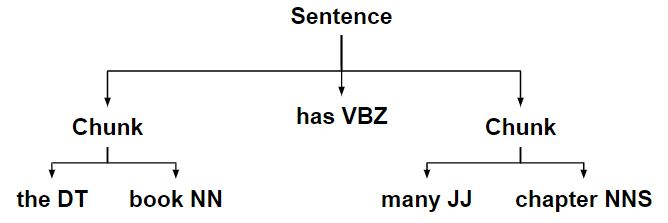 Sentence
has VBZ
Chunk
Chunk
the DT
book NN
many JJ
chapter NNS